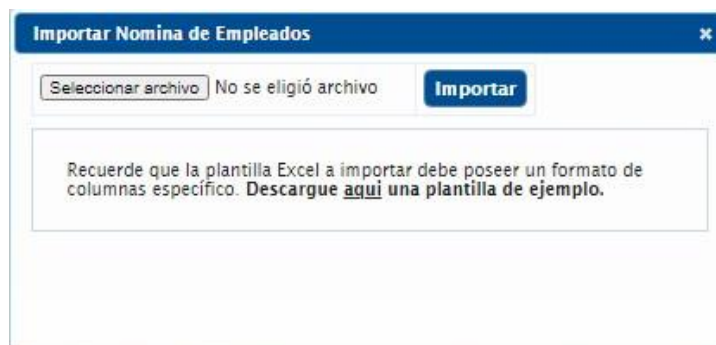 Importar Nomina de Empleados
Seleccionar archivo No se eligió archivo Importar
Recuerde que la plantilla Excel a importar debe poseer un formato de
columnas específico. Descargue aqui una plantilla de ejemplo.